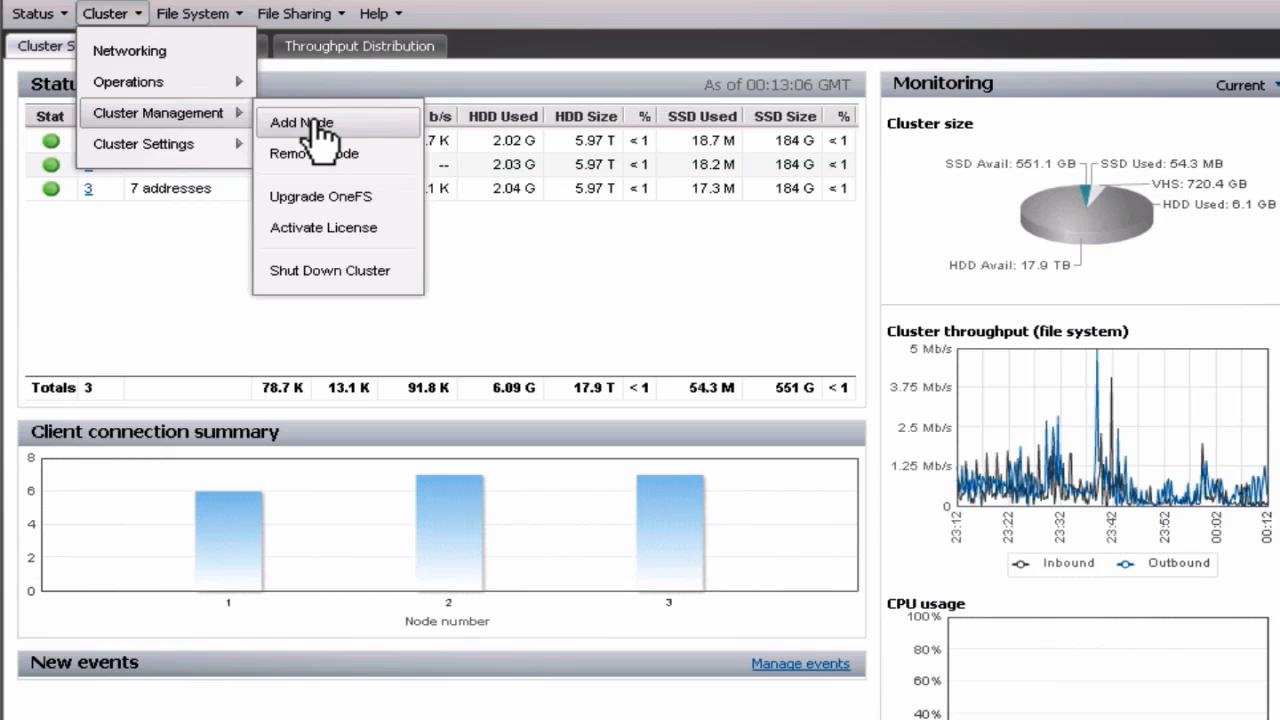 Status Cluster File System File Sharing Help
Cluster S Throughput Distribution
Networking
Operations
Cluster Management
Cluster Settings
Add Node
Upgrade OneFS
Activate License
Shut Down Cluster
Statu As of 00:13:06 GMT
Stat b/s HDD Used HDD Size % SSD Used SSD Size %
.7 K 2.02 G 5.97 T < 1 18.7 M 184 G < 1
-- 2.03 G 5.97 T < 1 18.2 M 184 G < 1
3 7 addresses .1 K 2.04 G 5.97 T < 1 17.3 M 184 G < 1
Totals 3 78.7 K 13.1 K 91.8 K 6.09 G 17.9 T < 1 54.3 M 551 G < 1
Client connection summary
8
6
4
2
0
1 2 3
Node number
New events Manage events
Monitoring Current
Cluster size
SSD Avail: 551.1 GB SSD Used: 54.3 MB
VHS: 720.4 GB
HDD Used: 6.1 GB
HDD Avail: 17.9 TB
Cluster throughput (file system)
5 Mb/s
3.75 Mb/s
2.5 Mb/s
1.25 Mb/s
0
23:12 23:22 23:32 23:42 23:52 00:02 00:12
Inbound Outbound
CPU usage
100%
80%
60%
40%